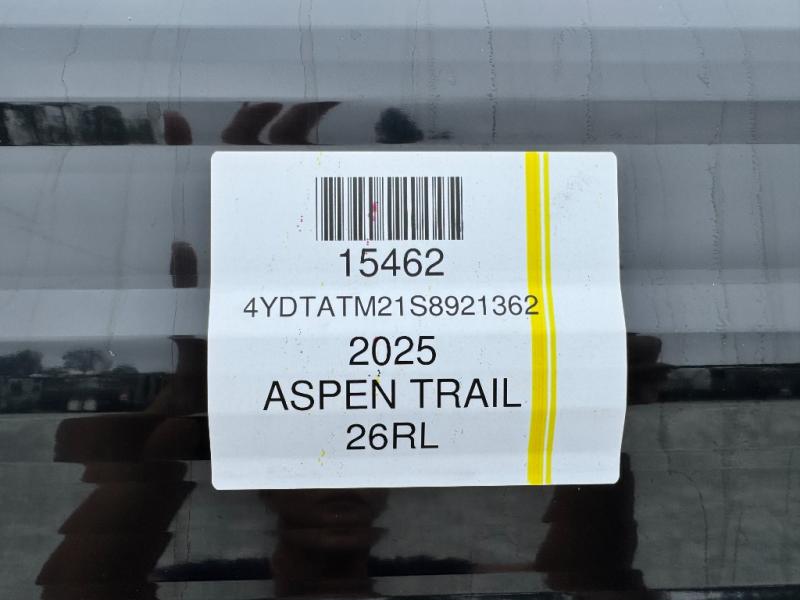 15462
4YDTATM21S8921362
2025
ASPEN TRAIL
26RL